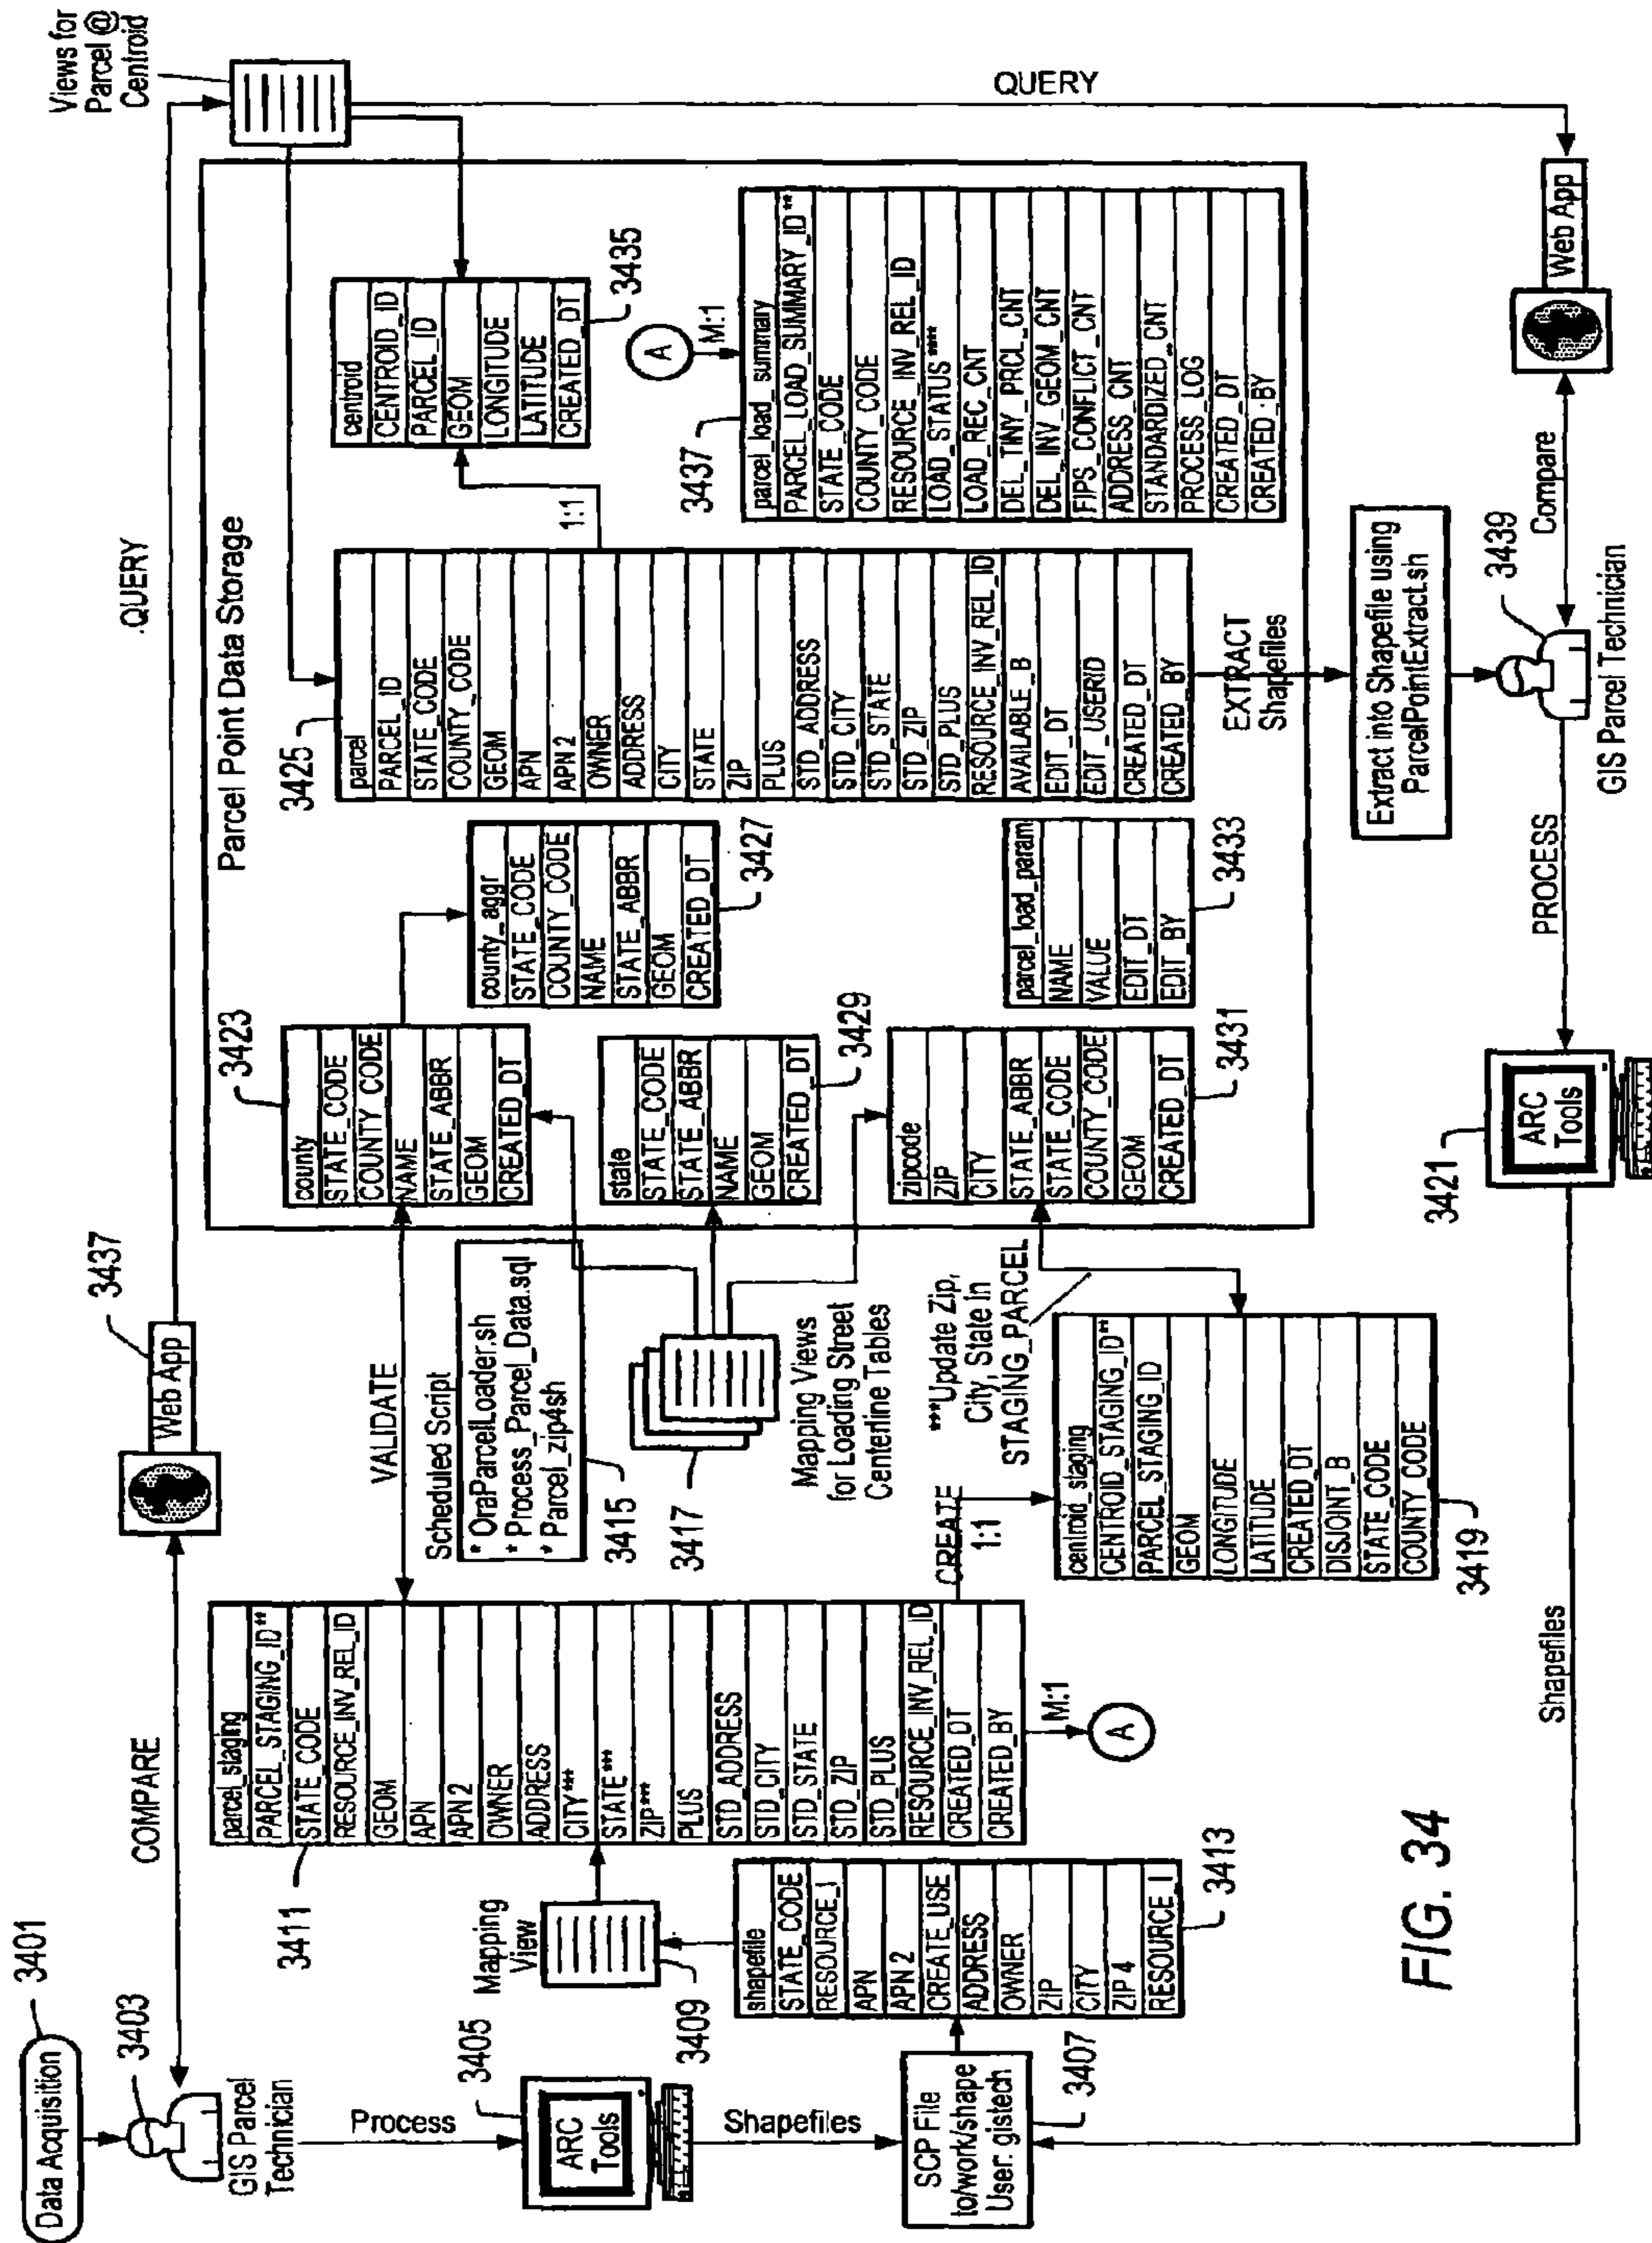 3401
Data Acquisition
3403
GIS Parcel
Technician
COMPARE
3437
Web App
.QUERY
Views for
Parcel @
Centroid
Process
3405
ARC
Tools
Shapefiles
SCP File
to/work/shape
User: gistech
3407
Mapping
View
3409
shapefile
STATE_CODE
RESOURCE_I
APN
APN 2
CREATE_USE
ADDRESS
OWNER
ZIP
CITY
ZIP 4
RESOURCE_I
3413
3411
parcel_staging
PARCEL_STAGING_ID**
STATE_CODE
RESOURCE_INV_REL_ID
GEOM
APN
APN 2
OWNER
ADDRESS
CITY***
STATE***
ZIP***
PLUS
STD_ADDRESS
STD_CITY
STD_STATE
STD_ZIP
STD_PLUS
RESOURCE_INV_REL_ID
CREATED_DT
CREATED_BY
M:1
A
VALIDATE
Scheduled Script
* OraParcelLoader.sh
* Process_Parcel_Data.sql
* Parcel_zip4sh
3415
3417
Mapping Views
for Loading Street
Centerline Tables
CREATE
1:1
***Update Zip,
City, State In
STAGING_PARCEL
centroid_staging
CENTROID_STAGING_ID**
PARCEL_STAGING_ID
GEOM
LONGITUDE
LATITUDE
CREATED_DT
DISJOINT_B
STATE_CODE
COUNTY_CODE
3419
Parcel Point Data Storage
3423
county
STATE_CODE
COUNTY_CODE
NAME
STATE_ABBR
GEOM
CREATED_DT
county_aggr
STATE_CODE
COUNTY_CODE
NAME
STATE_ABBR
GEOM
CREATED_DT
3427
state
STATE_CODE
STATE_ABBR
NAME
GEOM
CREATED_DT
3429
zipcode
ZIP
CITY
STATE_ABBR
STATE_CODE
COUNTY_CODE
GEOM
CREATED_DT
3431
parcel_load_param
NAME
VALUE
EDIT_DT
EDIT_BY
3433
3425
parcel
PARCEL_ID
STATE_CODE
COUNTY_CODE
GEOM
APN
APN 2
OWNER
ADDRESS
CITY
STATE
ZIP
PLUS
STD_ADDRESS
STD_CITY
STD_STATE
STD_ZIP
STD_PLUS
RESOURCE_INV_REL_ID
AVAILABLE_B
EDIT_DT
EDIT_USERID
CREATED_DT
CREATED_BY
1:1
centroid
CENTROID_ID
PARCEL_ID
GEOM
LONGITUDE
LATITUDE
CREATED_DT
3435
A
M:1
3437
parcel_load_summary
PARCEL_LOAD_SUMMARY_ID**
STATE_CODE
COUNTY_CODE
RESOURCE_INV_REL_ID
LOAD_STATUS****
LOAD_REC_CNT
DEL_TINY_PRCL_CNT
DEL_INV_GEOM_CNT
FIPS_CONFLICT_CNT
ADDRESS_CNT
STANDARDIZED_CNT
PROCESS_LOG
CREATED_DT
CREATED_BY
EXTRACT
Shapefiles
Extract into Shapefile using
ParcelPointExtract.sh
QUERY
Web App
Compare
3439
GIS Parcel Technician
PROCESS
3421
ARC
Tools
Shapefiles
FIG. 34